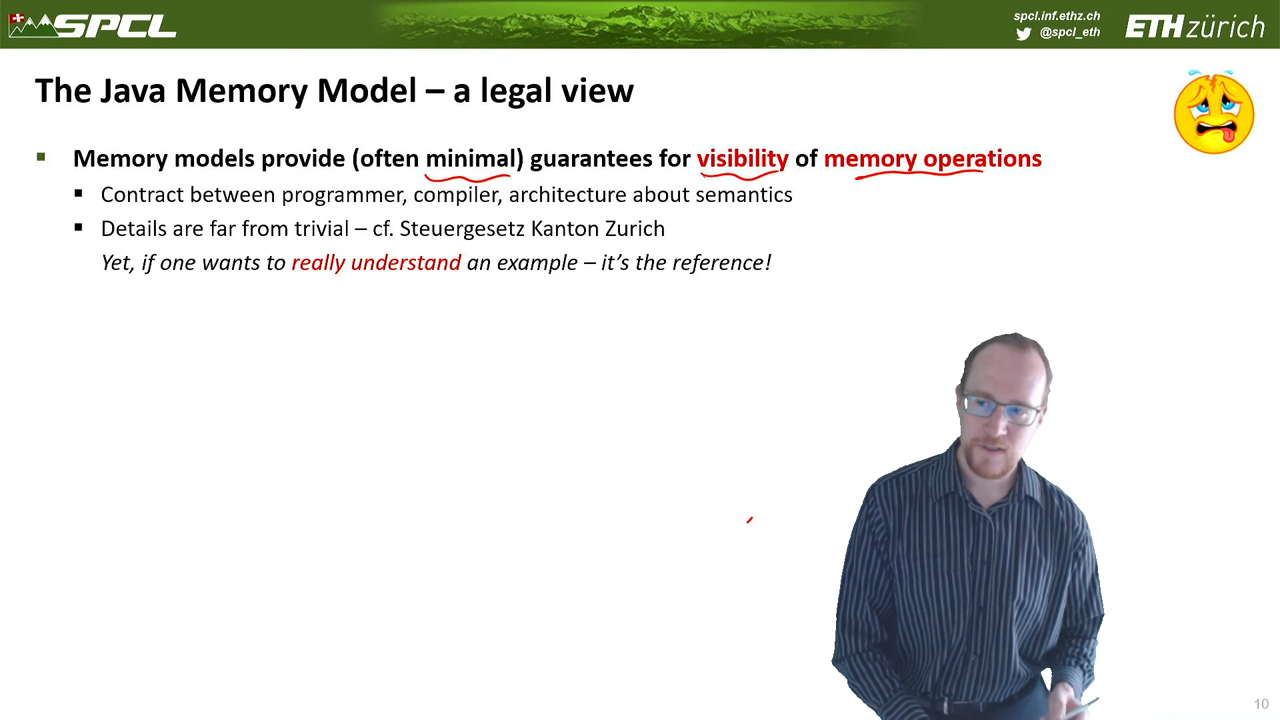 SPCL
spcl.inf.ethz.ch
@spcl_eth
ETH zürich
The Java Memory Model – a legal view
Memory models provide (often minimal) guarantees for visibility of memory operations
Contract between programmer, compiler, architecture about semantics
Details are far from trivial – cf. Steuergesetz Kanton Zurich
Yet, if one wants to really understand an example – it's the reference!
10